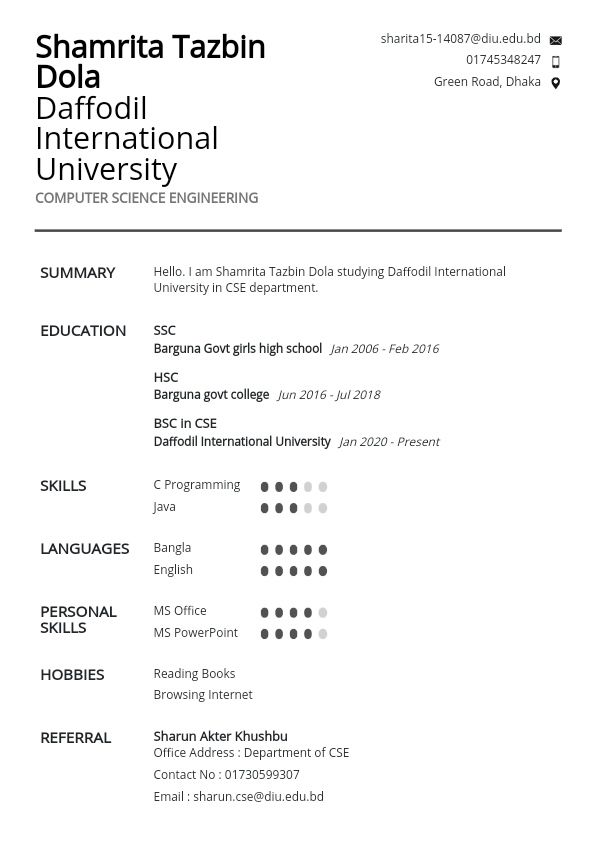 Shamrita Tazbin
Dola
Daffodil
International
University
COMPUTER SCIENCE ENGINEERING
sharita15-14087@diu.edu.bd
01745348247
Green Road, Dhaka
SUMMARY
Hello. I am Shamrita Tazbin Dola studying Daffodil International
University in CSE department.
EDUCATION
SSC
Barguna Govt girls high school Jan 2006 - Feb 2016
HSC
Barguna govt college Jun 2016 - Jul 2018
BSC in CSE
Daffodil International University Jan 2020 - Present
SKILLS
C Programming
Java
LANGUAGES
Bangla
English
PERSONAL
SKILLS
MS Office
MS PowerPoint
HOBBIES
Reading Books
Browsing Internet
REFERRAL
Sharun Akter Khushbu
Office Address : Department of CSE
Contact No : 01730599307
Email : sharun.cse@diu.edu.bd